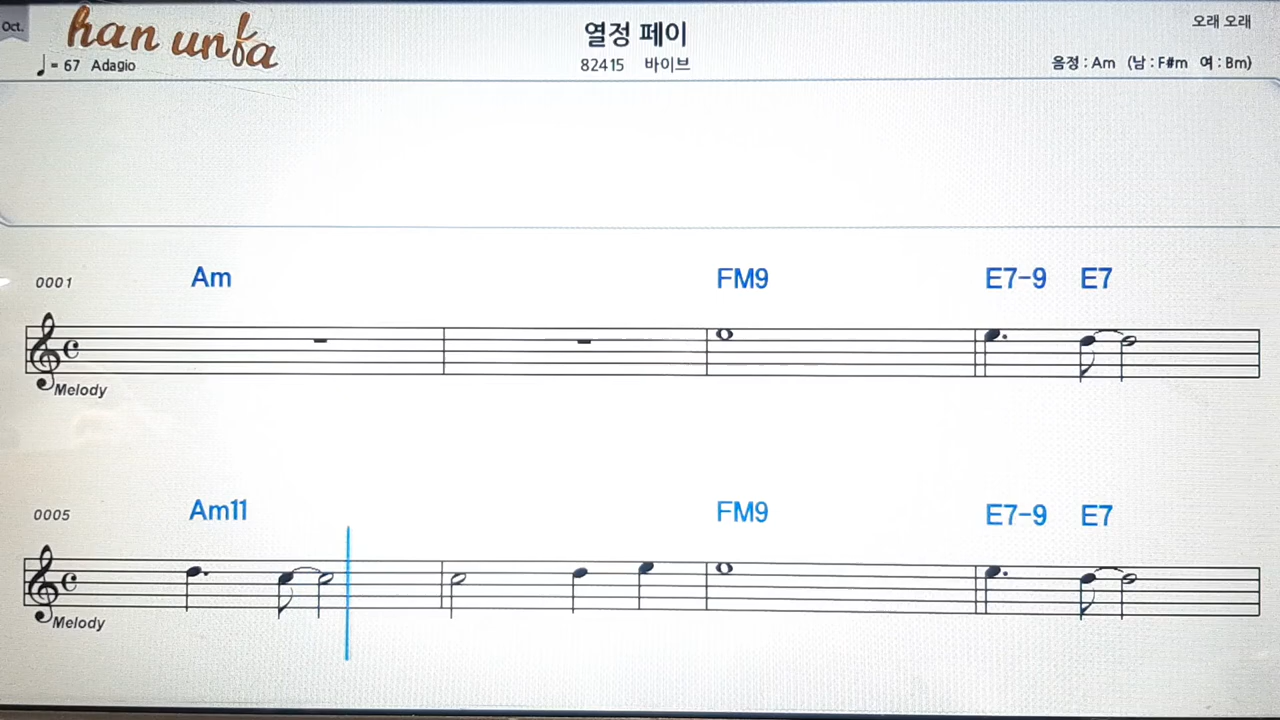 Oct.
han unfa
열정 페이
오래 오래
♩= 67 Adagio
82415 바이브
음정 : Am (남 : F#m 여 : Bm)
0001 Am FM9 E7-9 E7
Melody
0005 Am11 FM9 E7-9 E7
Melody